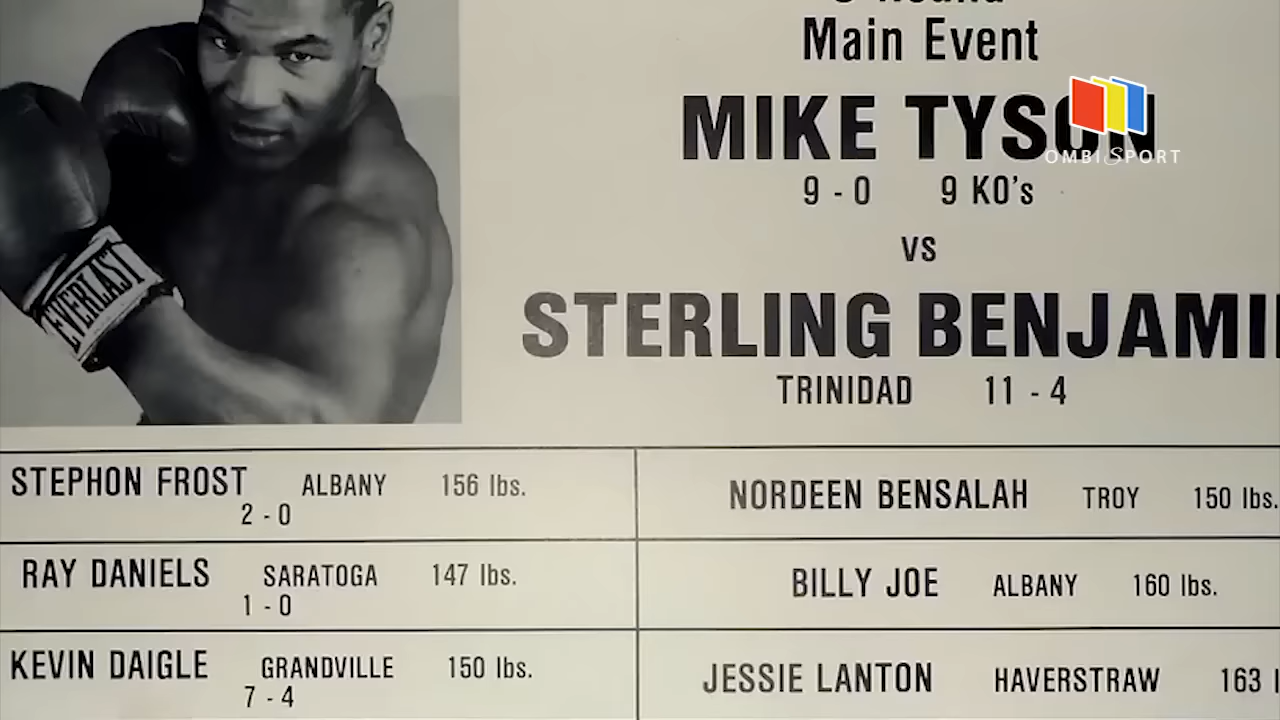 Main Event
MIKE TYSON
OMBISPORT
9 - 0 9 KO's
VS
STERLING BENJAMI
TRINIDAD 11 - 4
EVERLAST
STEPHON FROST ALBANY 156 lbs.
2 - 0
NORDEEN BENSALAH TROY 150 lbs.
RAY DANIELS SARATOGA 147 lbs.
1 - 0
BILLY JOE ALBANY 160 lbs.
KEVIN DAIGLE GRANDVILLE 150 lbs.
7 - 4
JESSIE LANTON HAVERSTRAW 163 l